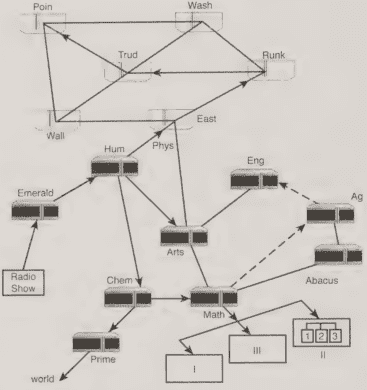 Poin
Wash
Trud
Runk
Wall
East
Phys
Hum
Eng
Emerald
Ag
Arts
Radio
Show
Chem
Abacus
Math
Prime
world
I
III
1 2 3
II